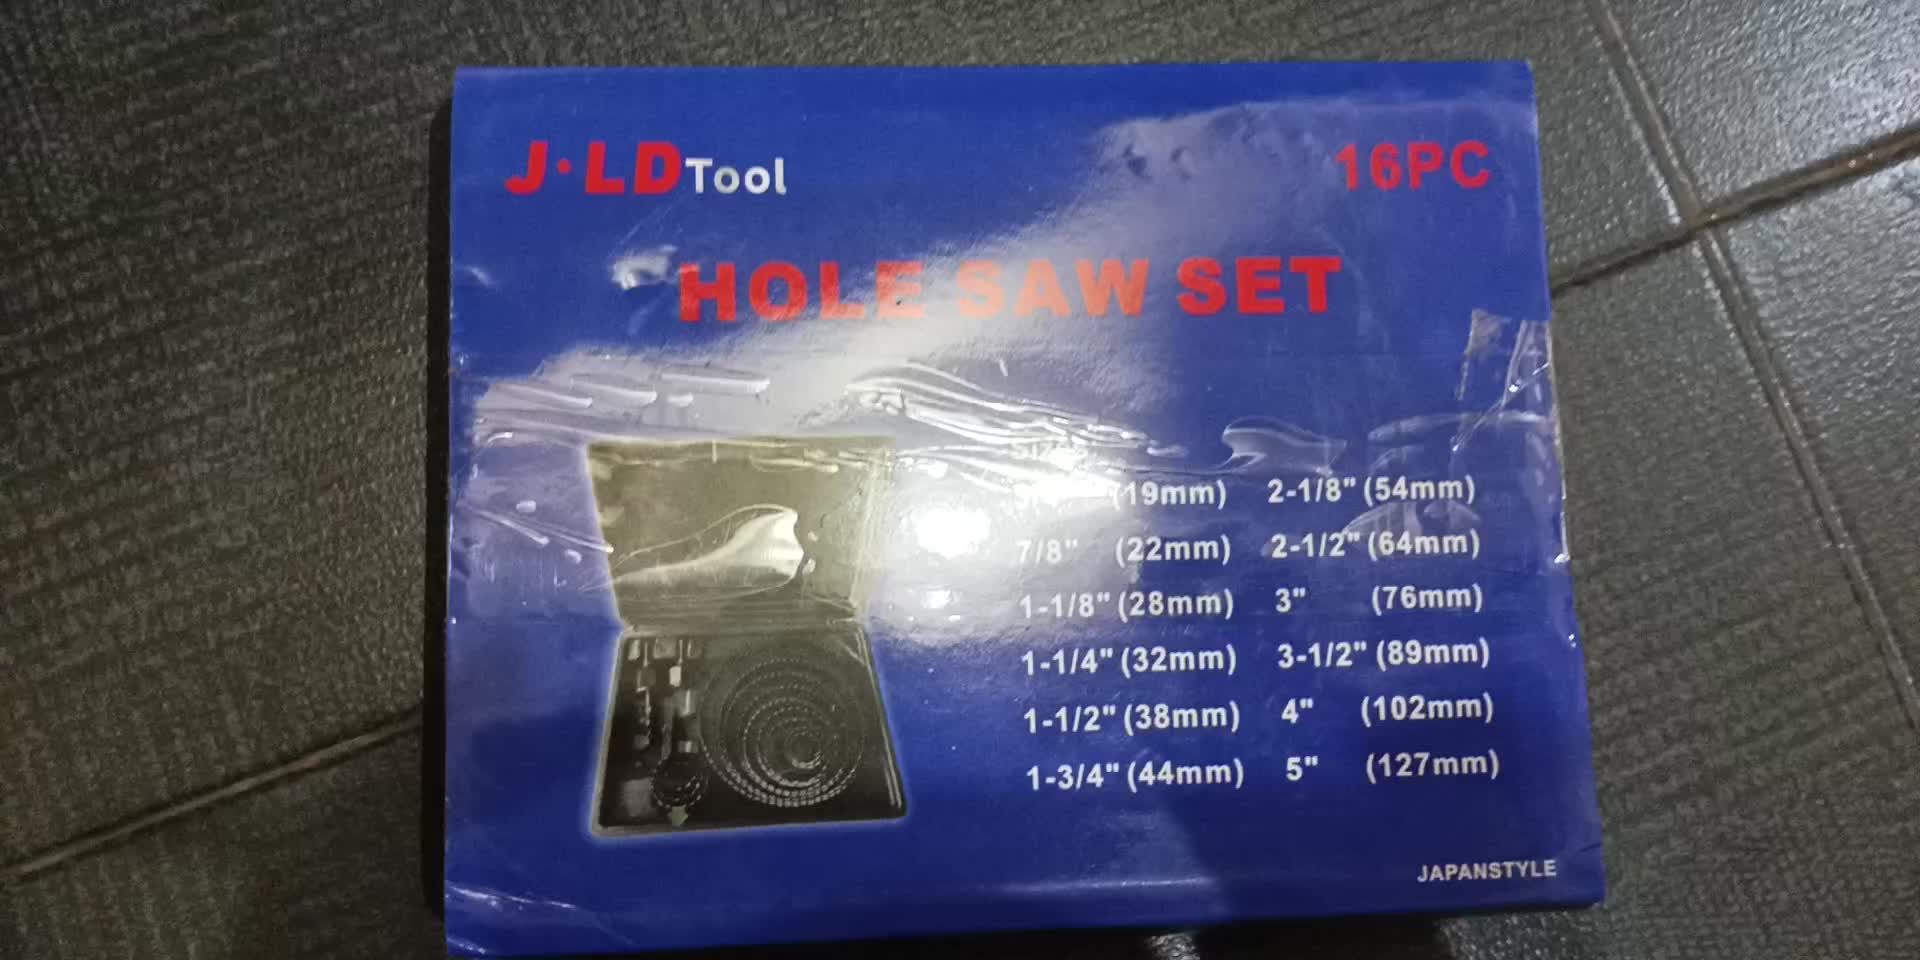 J·LD Tool 16PC
HOLE SAW SET
(19mm) 2-1/8" (54mm)
7/8" (22mm) 2-1/2" (64mm)
1-1/8" (28mm) 3" (76mm)
1-1/4" (32mm) 3-1/2" (89mm)
1-1/2" (38mm) 4" (102mm)
1-3/4" (44mm) 5" (127mm)
JAPANSTYLE